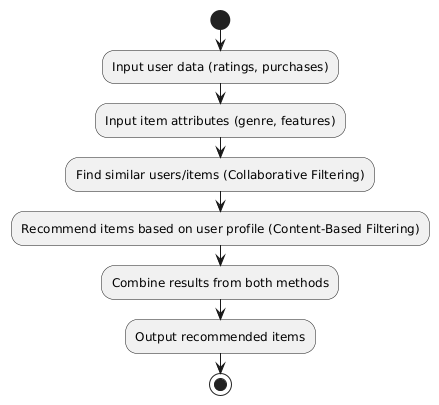 Input user data (ratings, purchases)
Input item attributes (genre, features)
Find similar users/items (Collaborative Filtering)
Recommend items based on user profile (Content-Based Filtering)
Combine results from both methods
Output recommended items